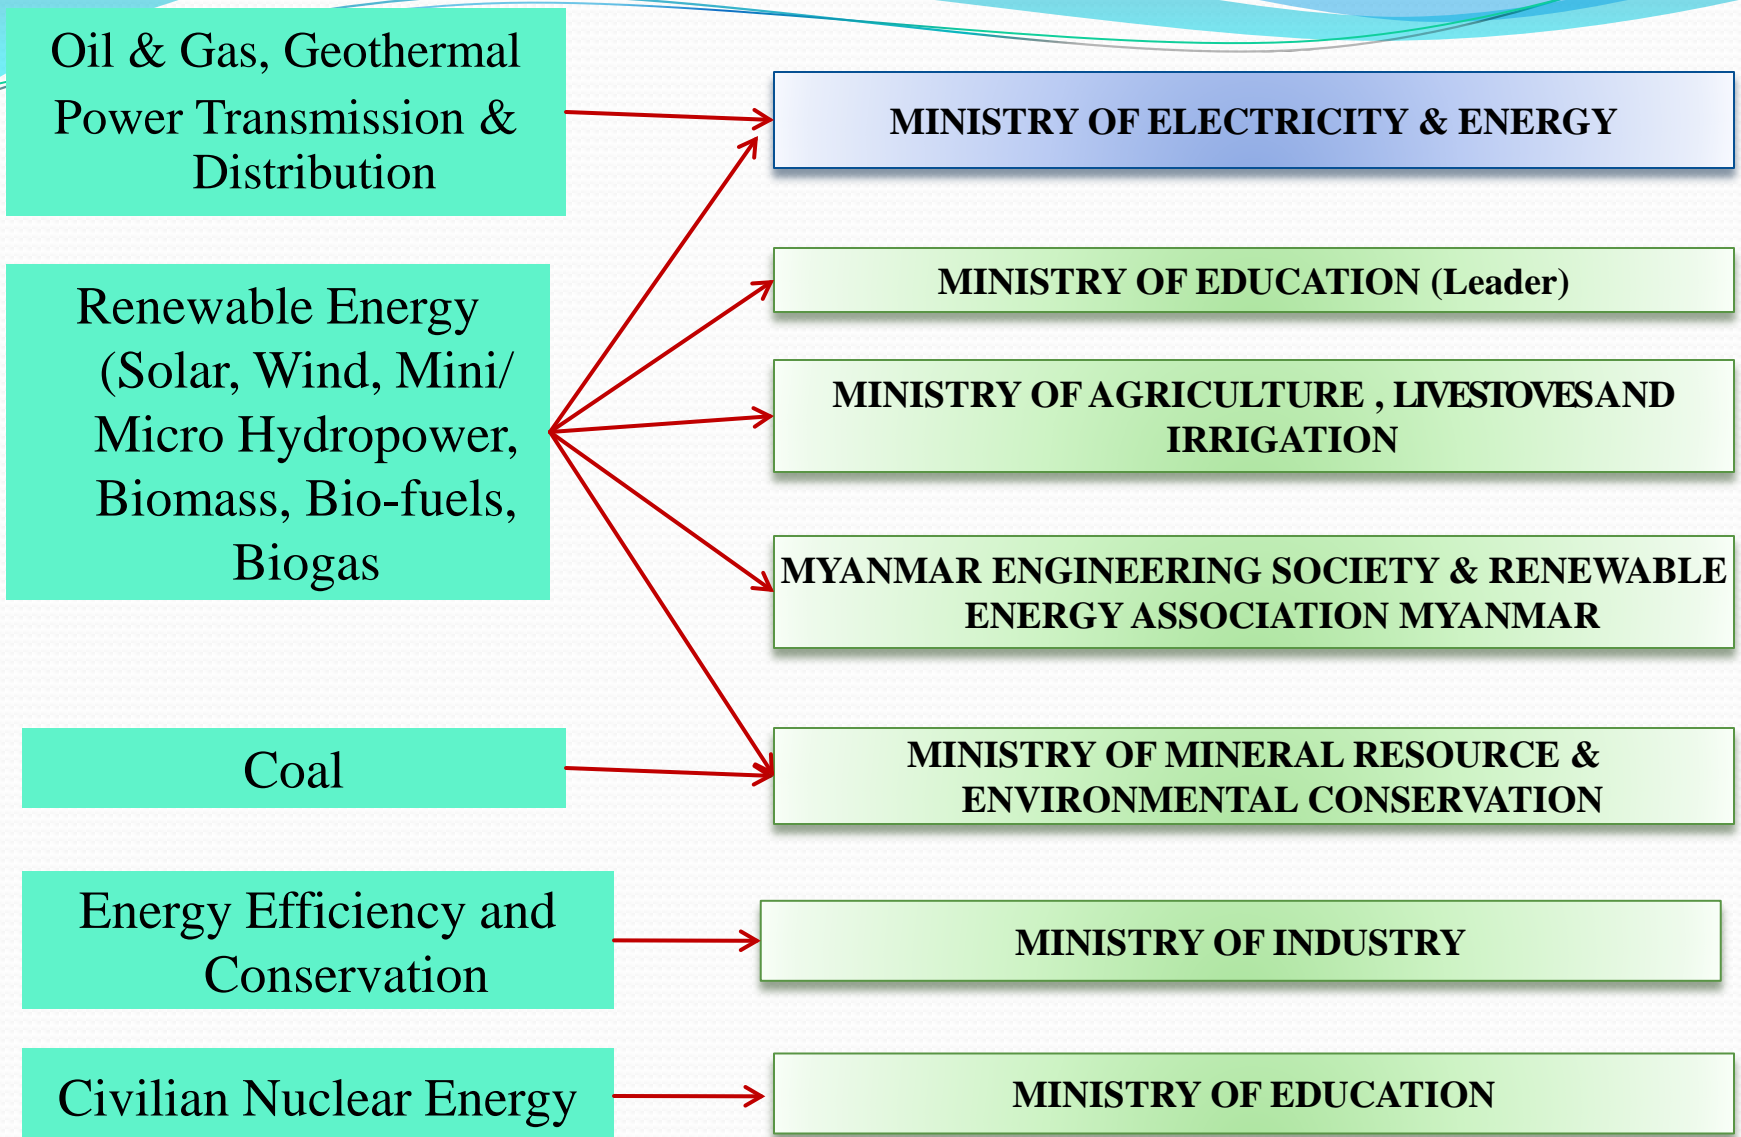 Oil & Gas, Geothermal
Power Transmission &
Distribution
MINISTRY OF ELECTRICITY & ENERGY
Renewable Energy
(Solar, Wind, Mini/
Micro Hydropower,
Biomass, Bio-fuels,
Biogas
MINISTRY OF EDUCATION (Leader)
MINISTRY OF AGRICULTURE , LIVESTOVES AND
IRRIGATION
MYANMAR ENGINEERING SOCIETY & RENEWABLE
ENERGY ASSOCIATION MYANMAR
Coal
MINISTRY OF MINERAL RESOURCE &
ENVIRONMENTAL CONSERVATION
Energy Efficiency and
Conservation
MINISTRY OF INDUSTRY
Civilian Nuclear Energy
MINISTRY OF EDUCATION